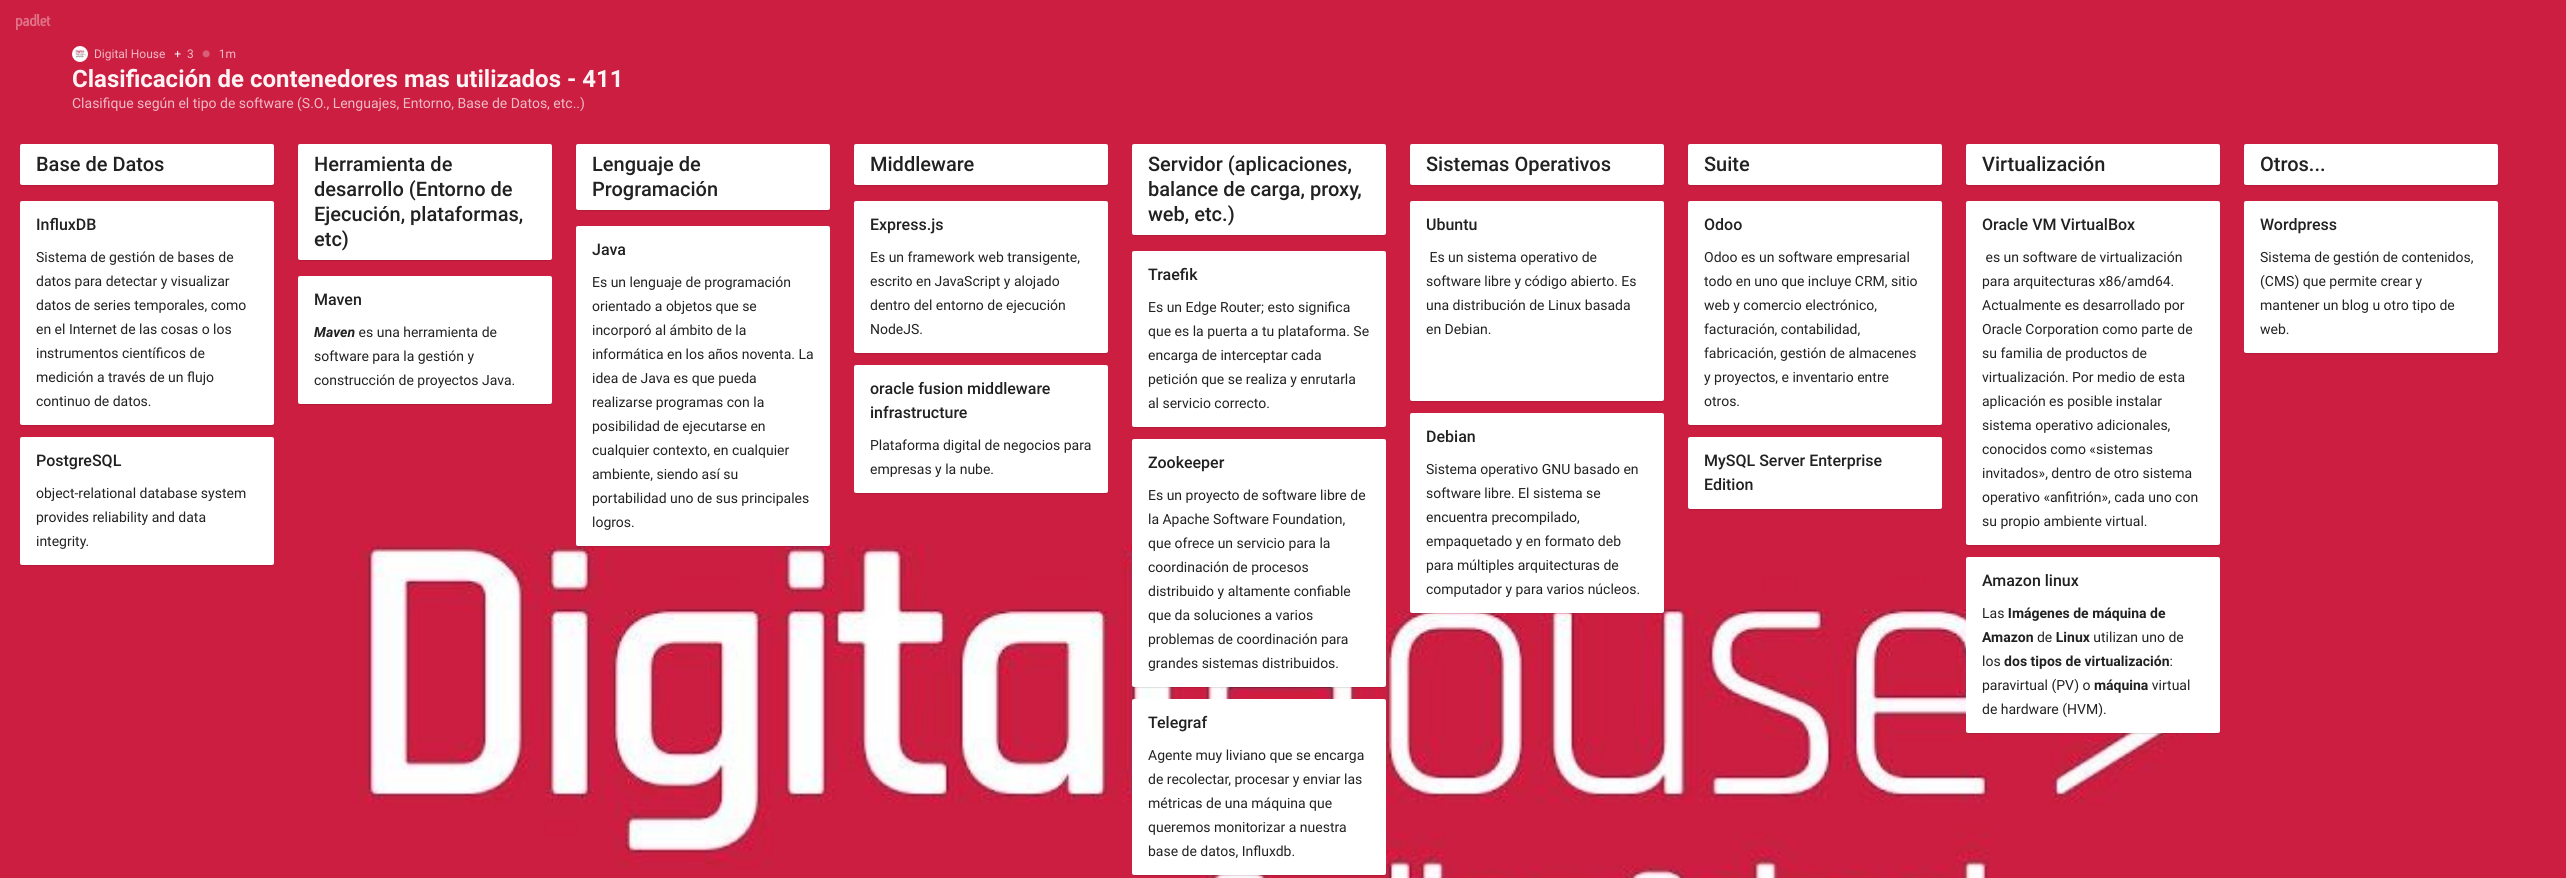 padlet
Digital House + 3 1m
Clasificación de contenedores mas utilizados - 411
Clasifique según el tipo de software (S.O., Lenguajes, Entorno, Base de Datos, etc..)
Base de Datos
InfluxDB
Sistema de gestión de bases de
datos para detectar y visualizar
datos de series temporales, como
en el Internet de las cosas o los
instrumentos científicos de
medición a través de un flujo
continuo de datos.
PostgreSQL
object-relational database system
provides reliability and data
integrity.
Herramienta de
desarrollo (Entorno de
Ejecución, plataformas,
etc)
Maven
Maven es una herramienta de
software para la gestión y
construcción de proyectos Java.
Lenguaje de
Programación
Java
Es un lenguaje de programación
orientado a objetos que se
incorporó al ámbito de la
informática en los años noventa. La
idea de Java es que pueda
realizarse programas con la
posibilidad de ejecutarse en
cualquier contexto, en cualquier
ambiente, siendo así su
portabilidad uno de sus principales
logros.
Middleware
Express.js
Es un framework web transigente,
escrito en JavaScript y alojado
dentro del entorno de ejecución
NodeJS.
oracle fusion middleware
infrastructure
Plataforma digital de negocios para
empresas y la nube.
Servidor (aplicaciones,
balance de carga, proxy,
web, etc.)
Traefik
Es un Edge Router; esto significa
que es la puerta a tu plataforma. Se
encarga de interceptar cada
petición que se realiza y enrutarla
al servicio correcto.
Zookeeper
Es un proyecto de software libre de
la Apache Software Foundation,
que ofrece un servicio para la
coordinación de procesos
distribuido y altamente confiable
que da soluciones a varios
problemas de coordinación para
grandes sistemas distribuidos.
Telegraf
Agente muy liviano que se encarga
de recolectar, procesar y enviar las
métricas de una máquina que
queremos monitorizar a nuestra
base de datos, Influxdb.
Sistemas Operativos
Ubuntu
Es un sistema operativo de
software libre y código abierto. Es
una distribución de Linux basada
en Debian.
Debian
Sistema operativo GNU basado en
software libre. El sistema se
encuentra precompilado,
empaquetado y en formato deb
para múltiples arquitecturas de
computador y para varios núcleos.
Suite
Odoo
Odoo es un software empresarial
todo en uno que incluye CRM, sitio
web y comercio electrónico,
facturación, contabilidad,
fabricación, gestión de almacenes
y proyectos, e inventario entre
otros.
MySQL Server Enterprise
Edition
Virtualización
Oracle VM VirtualBox
es un software de virtualización
para arquitecturas x86/amd64.
Actualmente es desarrollado por
Oracle Corporation como parte de
su familia de productos de
virtualización. Por medio de esta
aplicación es posible instalar
sistema operativo adicionales,
conocidos como «sistemas
invitados», dentro de otro sistema
operativo «anfitrión», cada uno con
su propio ambiente virtual.
Amazon linux
Las Imágenes de máquina de
Amazon de Linux utilizan uno de
los dos tipos de virtualización:
paravirtual (PV) o máquina virtual
de hardware (HVM).
Otros...
Wordpress
Sistema de gestión de contenidos,
(CMS) que permite crear y
mantener un blog u otro tipo de
web.
Digita ouse >